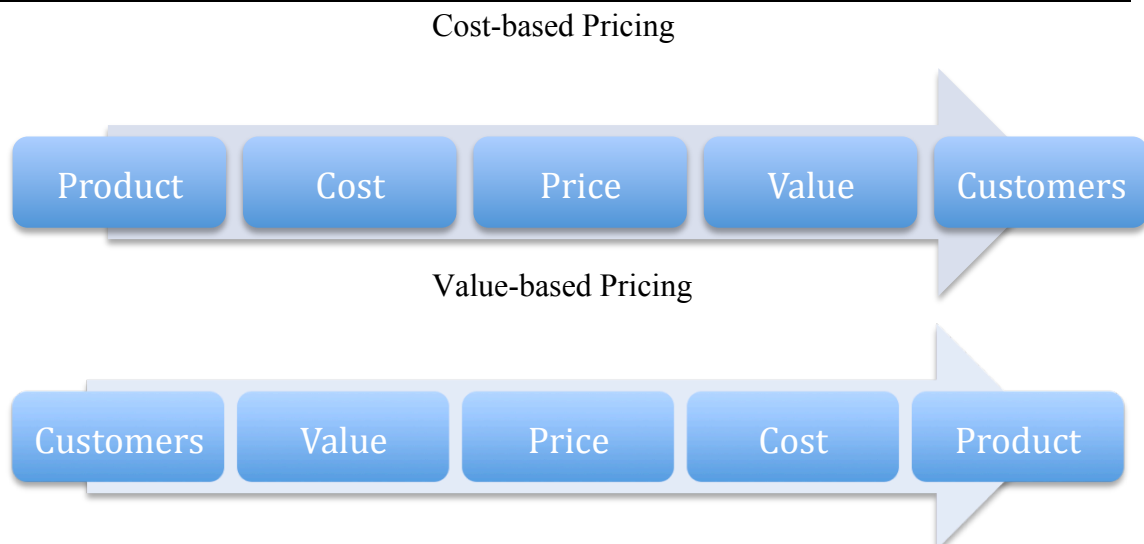 Cost-based Pricing
Product Cost Price Value Customers
Value-based Pricing
Customers Value Price Cost Product